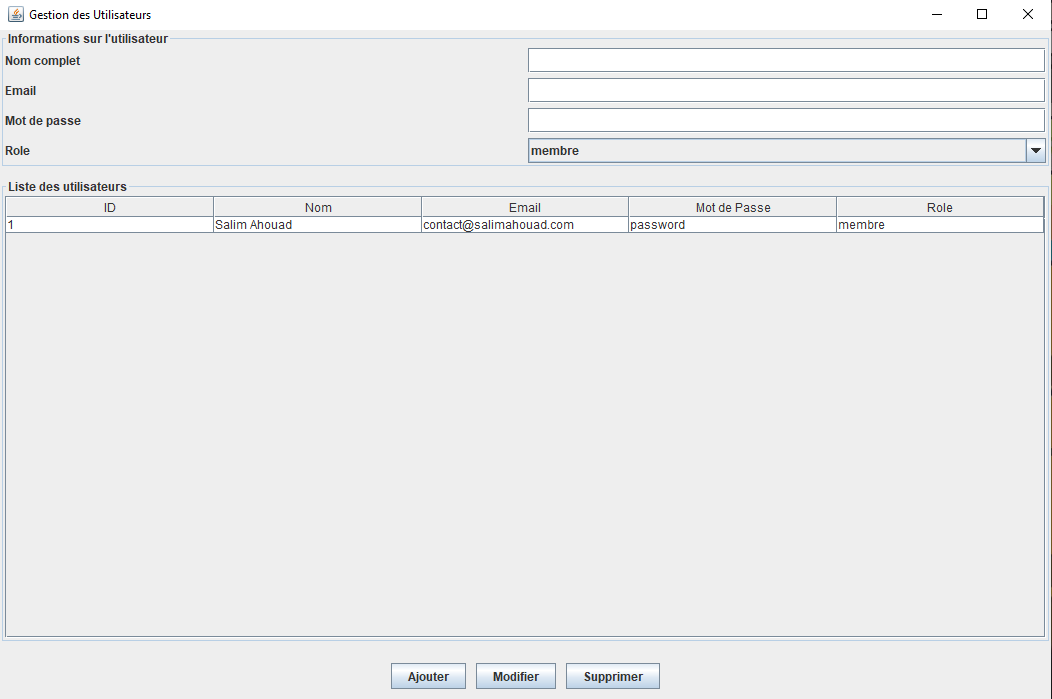 Gestion des Utilisateurs
Informations sur l'utilisateur
Nom complet
Email
Mot de passe
Role membre
Liste des utilisateurs
ID Nom Email Mot de Passe Role
1 Salim Ahouad contact@salimahouad.com password membre
Ajouter Modifier Supprimer